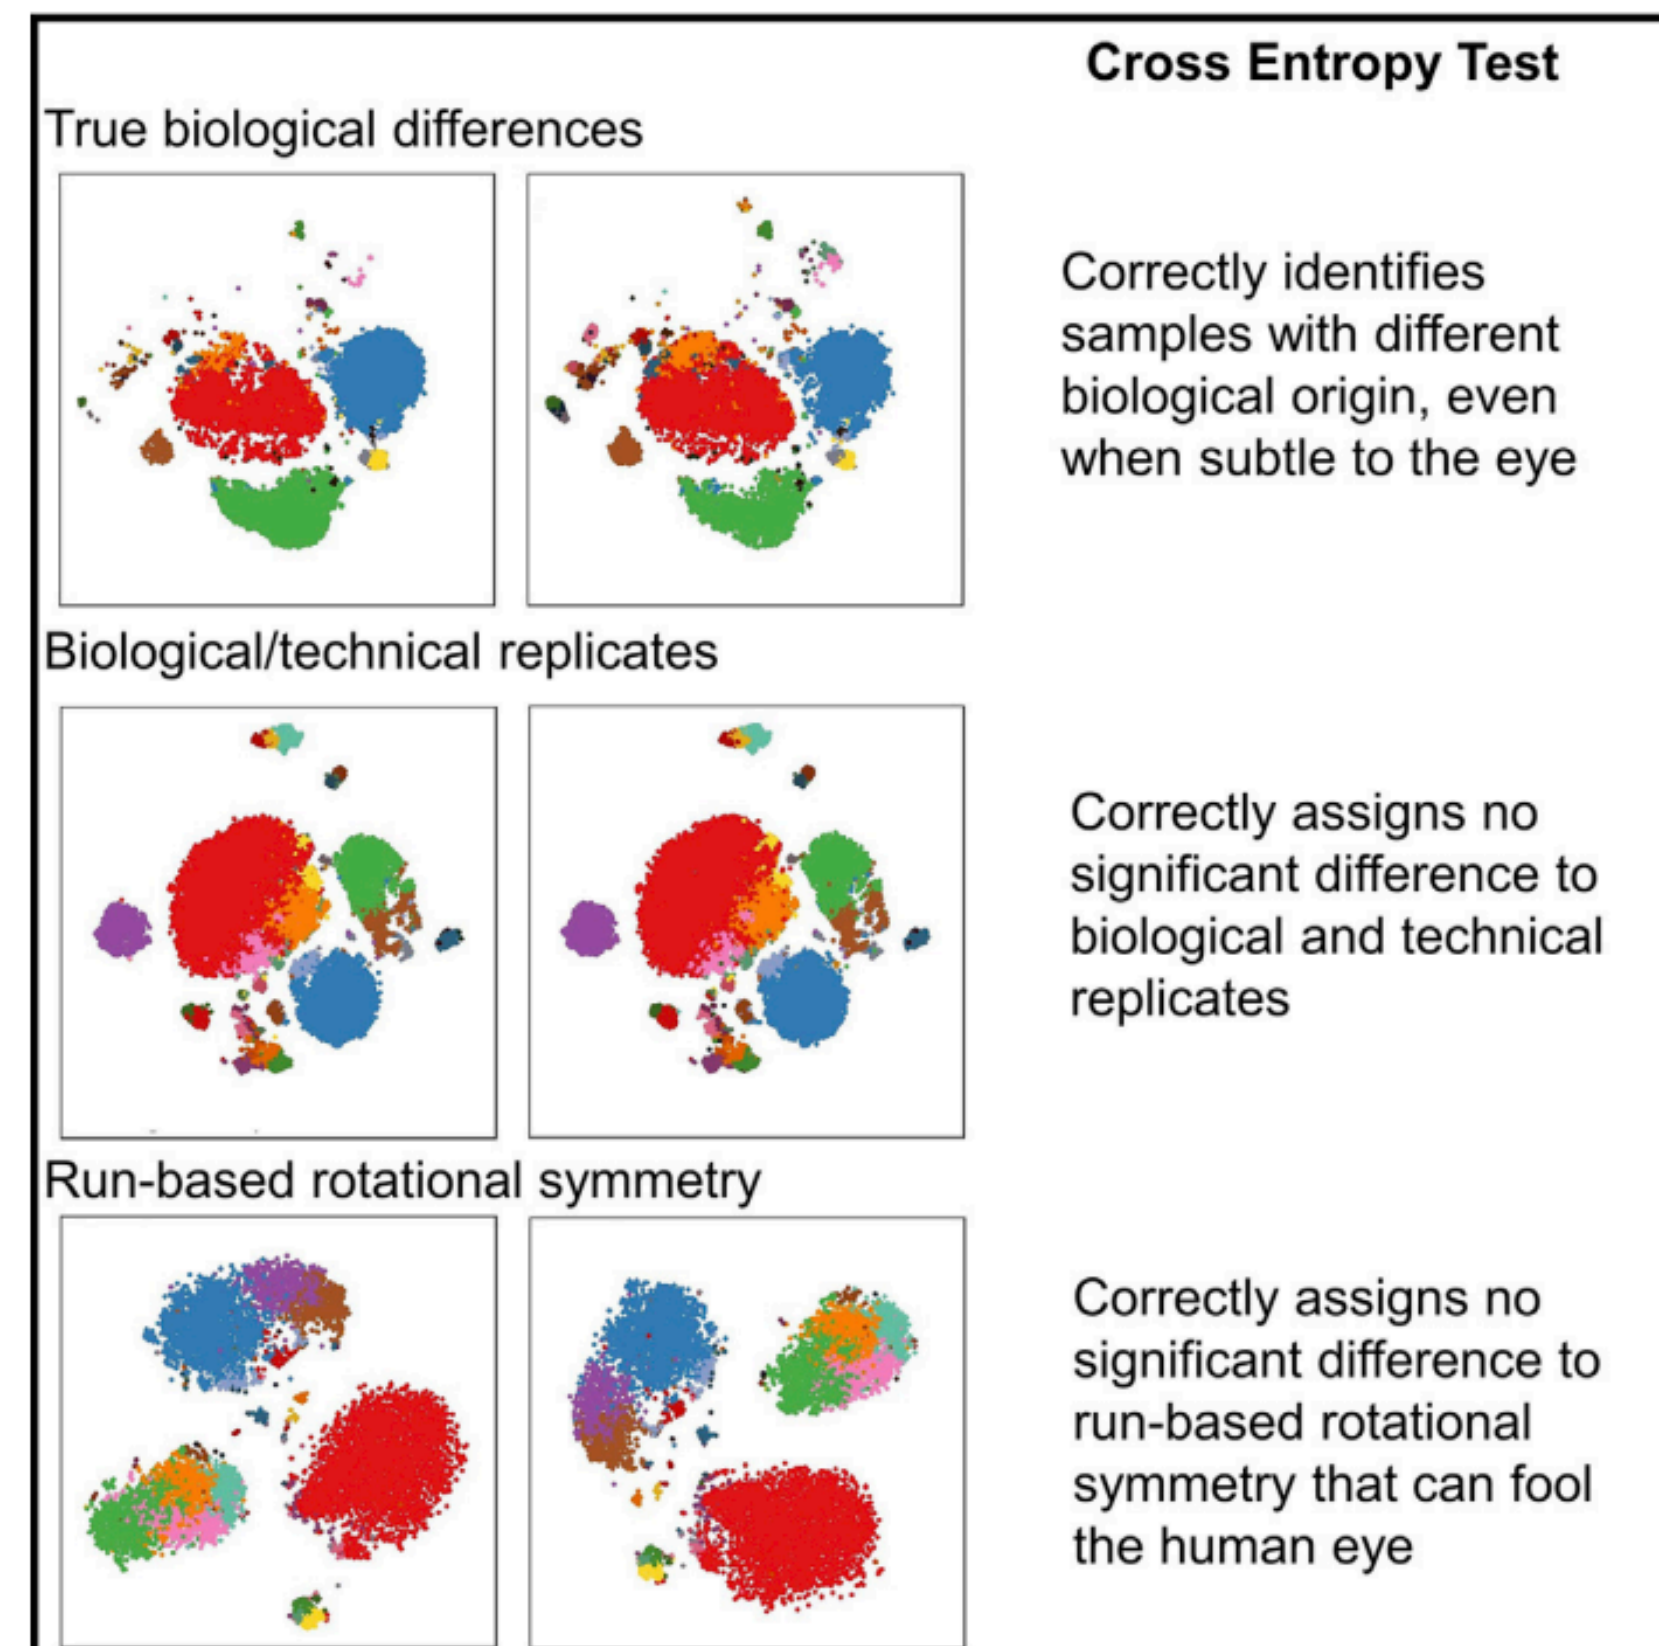 Cross Entropy Test
True biological differences
Correctly identifies
samples with different
biological origin, even
when subtle to the eye
Biological/technical replicates
Correctly assigns no
significant difference to
biological and technical
replicates
Run-based rotational symmetry
Correctly assigns no
significant difference to
run-based rotational
symmetry that can fool
the human eye